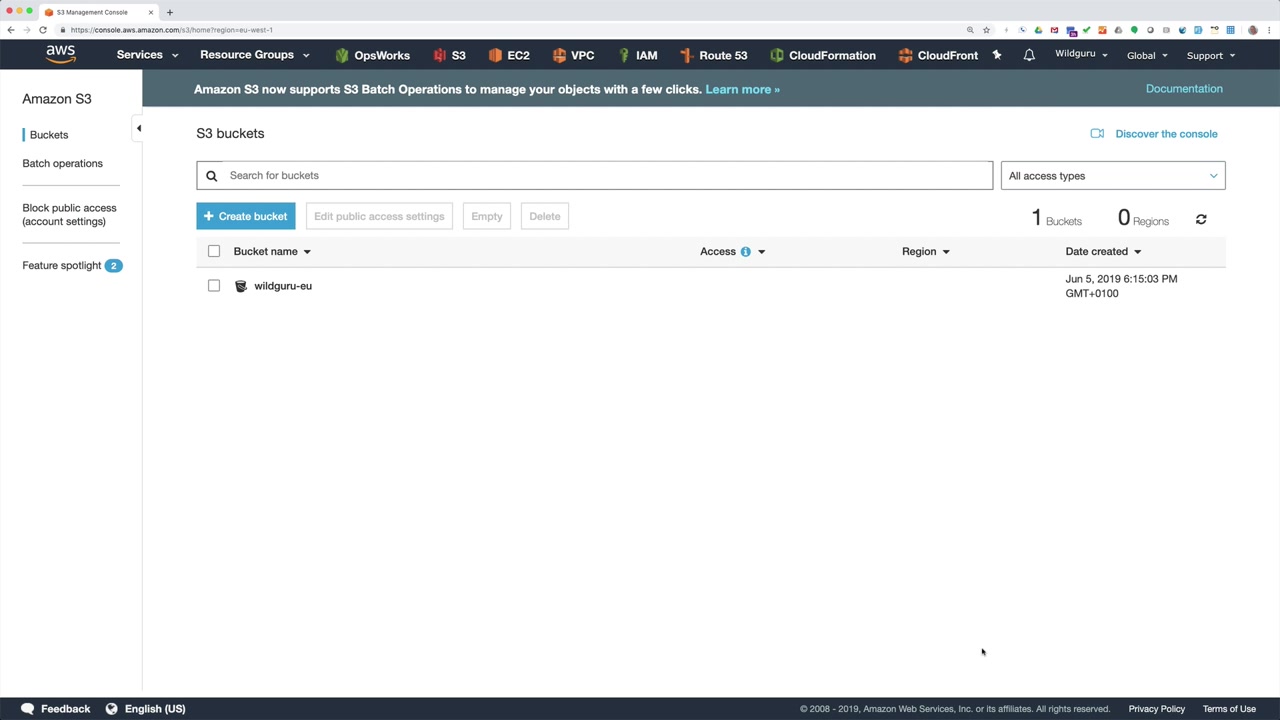 S3 Management Console
https://console.aws.amazon.com/s3/home?region=eu-west-1
aws
Services
Resource Groups
OpsWorks
S3
EC2
VPC
IAM
Route 53
CloudFormation
CloudFront
Wildguru
Global
Support
Amazon S3
Buckets
Batch operations
Block public access
(account settings)
Feature spotlight 2
Amazon S3 now supports S3 Batch Operations to manage your objects with a few clicks. Learn more »
Documentation
S3 buckets
Discover the console
Search for buckets
All access types
+ Create bucket
Edit public access settings
Empty
Delete
1 Buckets
0 Regions
Bucket name
Access
Region
Date created
wildguru-eu
Jun 5, 2019 6:15:03 PM
GMT+0100
Feedback
English (US)
© 2008 - 2019, Amazon Web Services, Inc. or its affiliates. All rights reserved.
Privacy Policy
Terms of Use